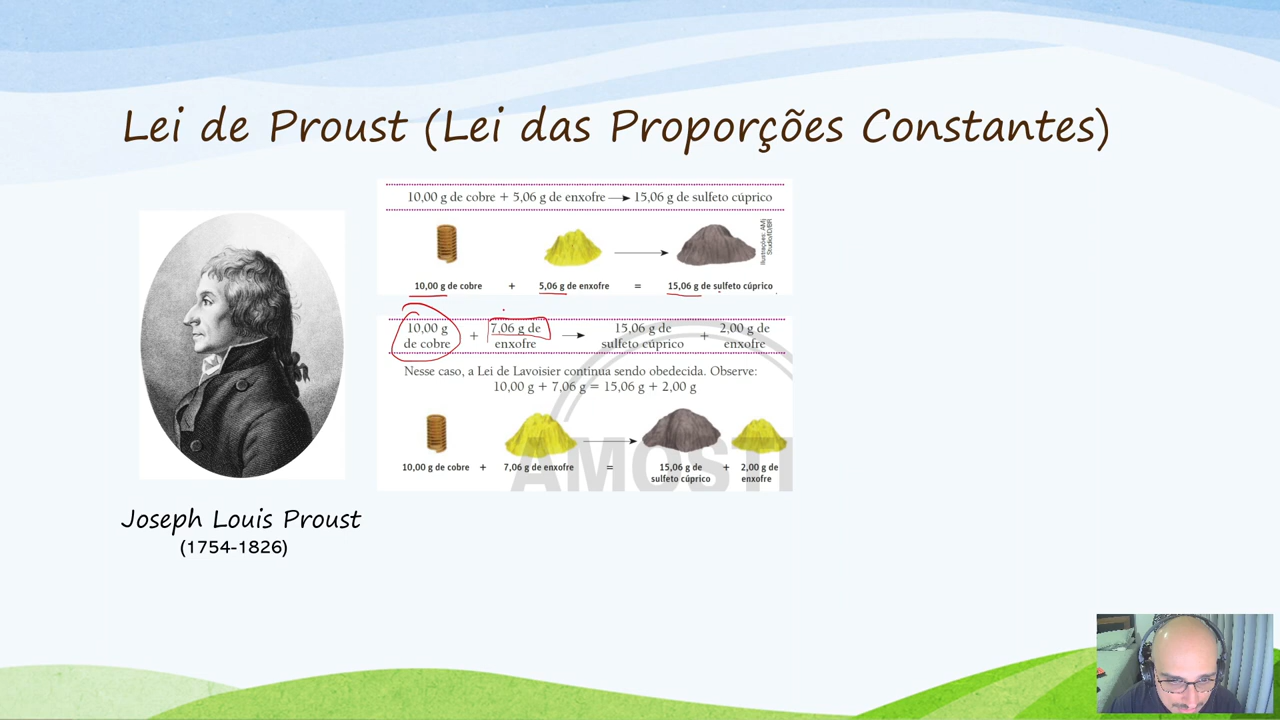 Lei de Proust (Lei das Proporções Constantes)
10,00 g de cobre + 5,06 g de enxofre → 15,06 g de sulfeto cúprico
Ilustrações: AMj
Studio/ID/BR
10,00 g de cobre + 5,06 g de enxofre = 15,06 g de sulfeto cúprico
10,00 g + 7,06 g de → 15,06 g de + 2,00 g de
de cobre enxofre sulfeto cúprico enxofre
Nesse caso, a Lei de Lavoisier continua sendo obedecida. Observe:
10,00 g + 7,06 g = 15,06 g + 2,00 g
AMOSTI
10,00 g de cobre + 7,06 g de enxofre = 15,06 g de + 2,00 g de
sulfeto cúprico enxofre
Joseph Louis Proust
(1754-1826)